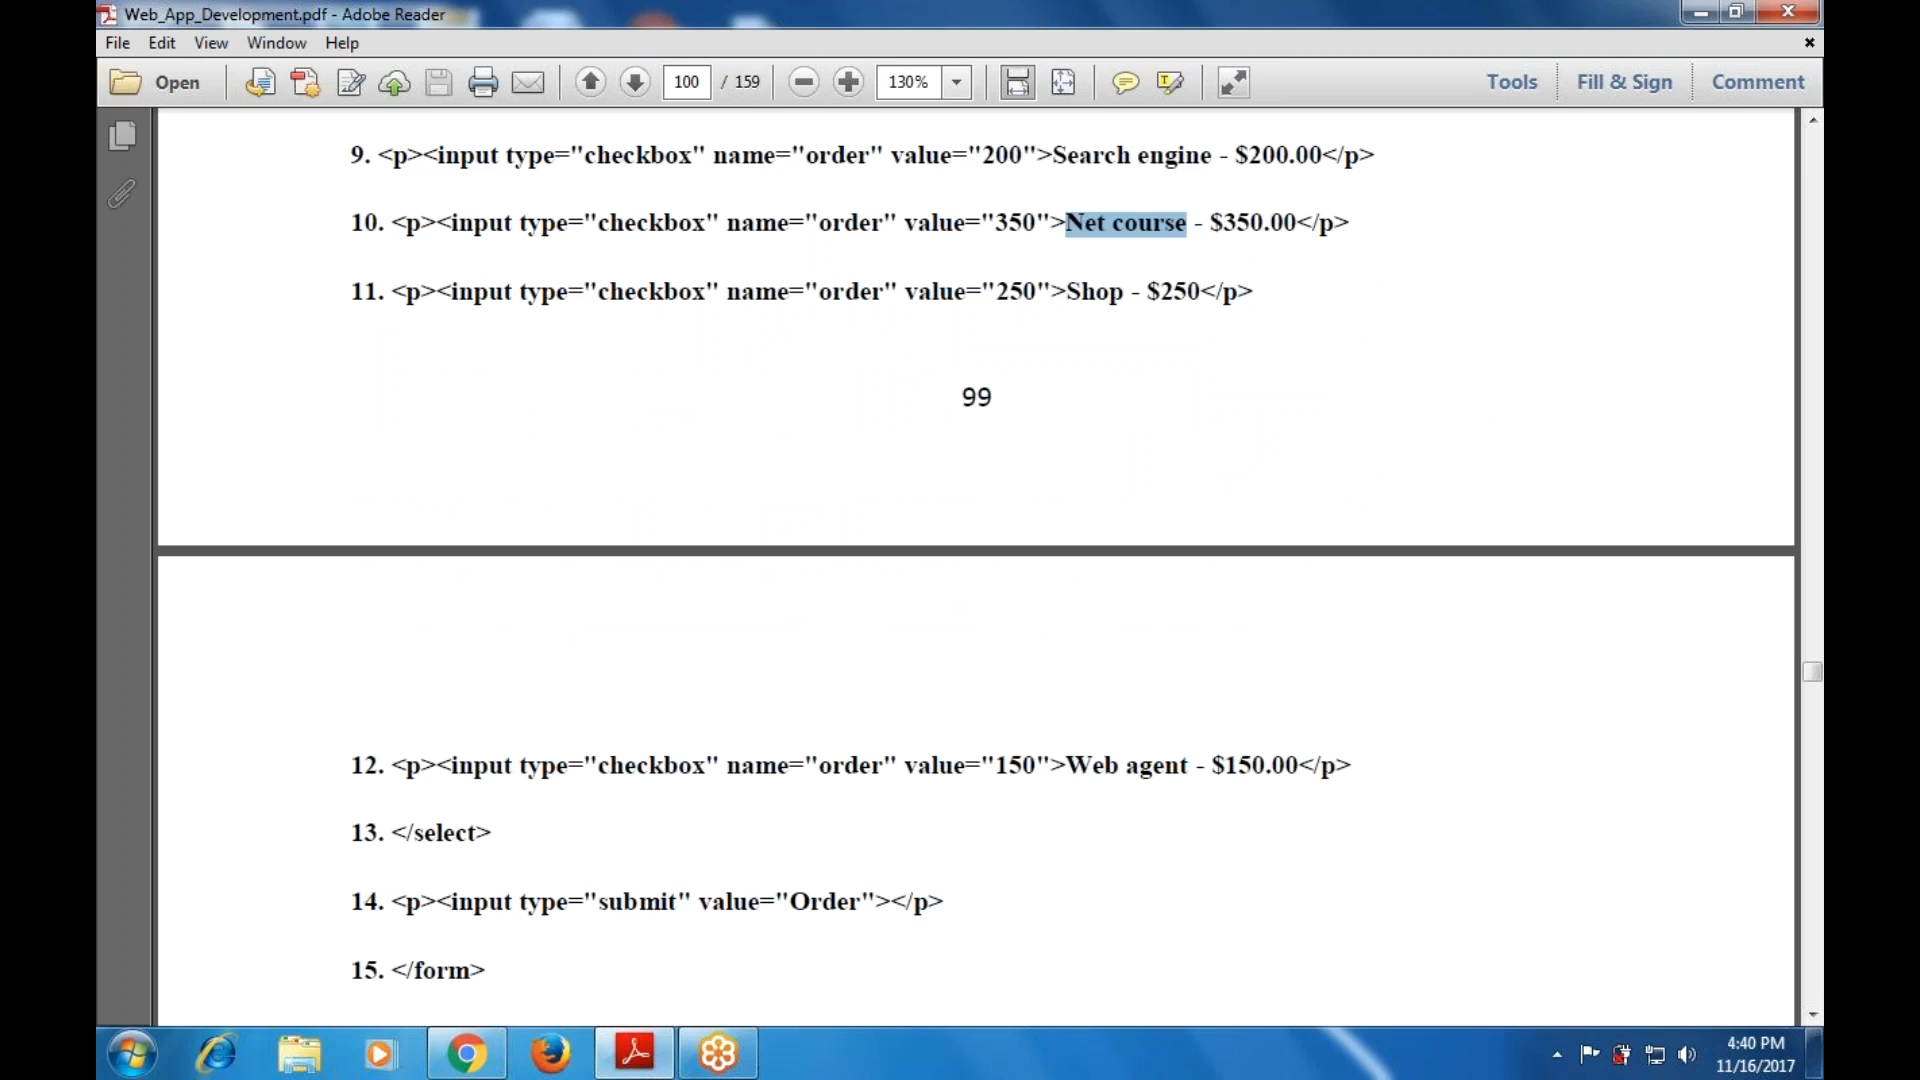 Web_App_Development.pdf - Adobe Reader
File Edit View Window Help
Open 100 / 159 130% Tools Fill & Sign Comment
9. <p><input type="checkbox" name="order" value="200">Search engine - $200.00</p>
10. <p><input type="checkbox" name="order" value="350">Net course - $350.00</p>
11. <p><input type="checkbox" name="order" value="250">Shop - $250</p>
99
12. <p><input type="checkbox" name="order" value="150">Web agent - $150.00</p>
13. </select>
14. <p><input type="submit" value="Order"></p>
15. </form>
4:40 PM
11/16/2017